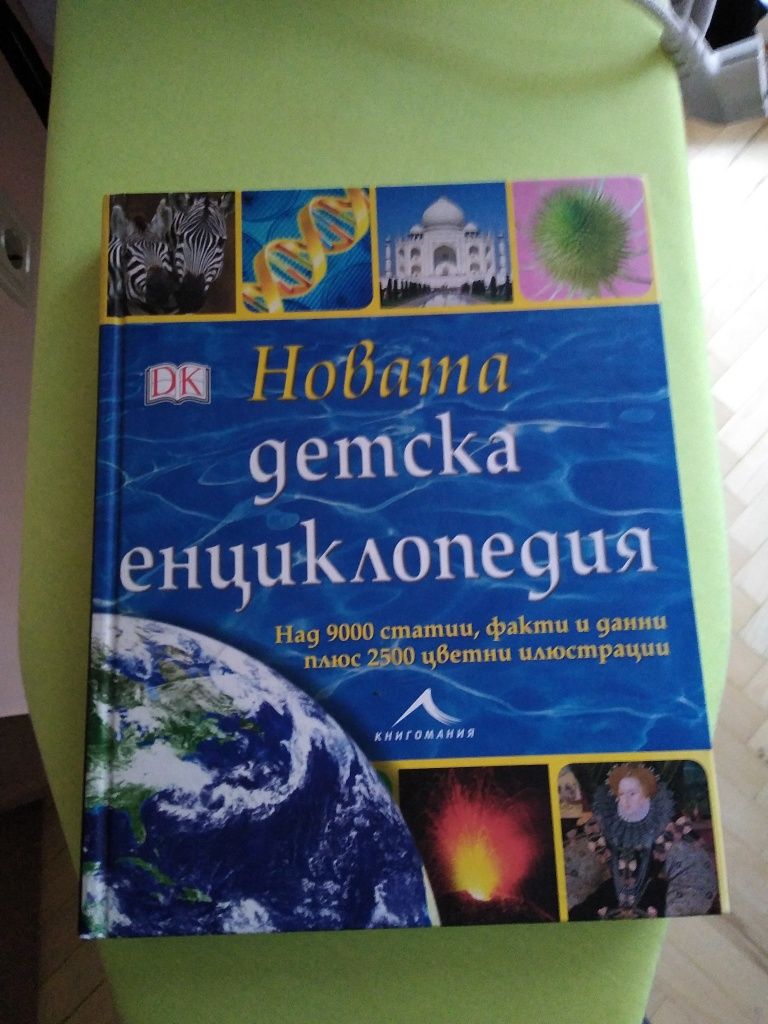 DK
Новата
детска
енциклопедия
Над 9000 статии, факти и данни
плюс 2500 цветни илюстрации
КНИГОМАНИЯ